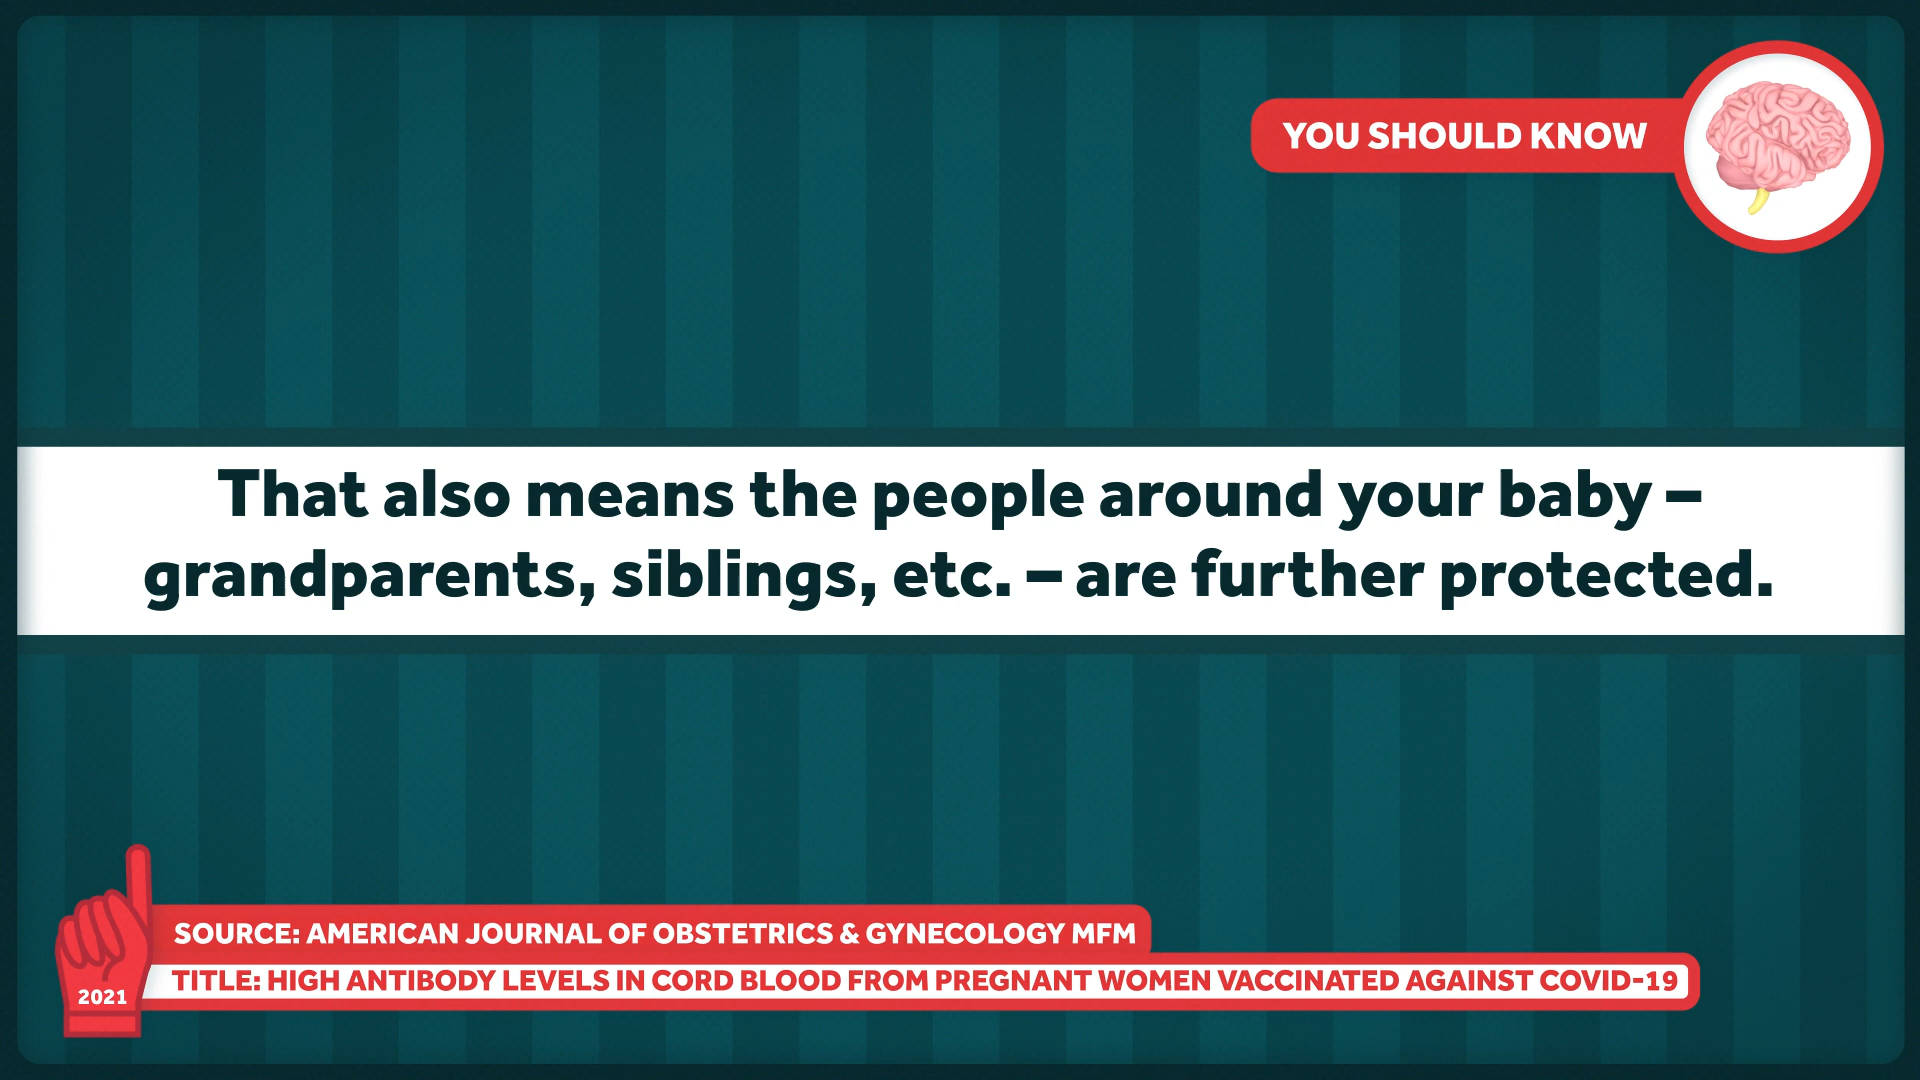 YOU SHOULD KNOW
That also means the people around your baby –
grandparents, siblings, etc. – are further protected.
SOURCE: AMERICAN JOURNAL OF OBSTETRICS & GYNECOLOGY MFM
TITLE: HIGH ANTIBODY LEVELS IN CORD BLOOD FROM PREGNANT WOMEN VACCINATED AGAINST COVID-19
2021